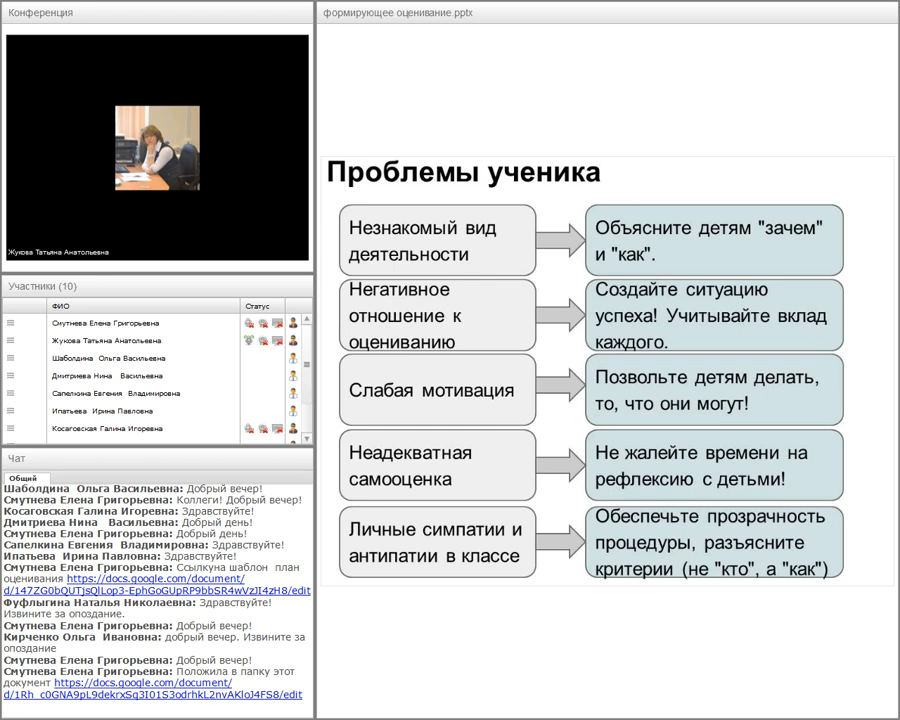 Конференция
Жукова Татьяна Анатольевна
Участники (10)
ФИО Статус
Смутнева Елена Григорьевна
Жукова Татьяна Анатольевна
Шаболдина Ольга Васильевна
Дмитриева Нина Васильевна
Сапелкина Евгения Владимировна
Ипатьева Ирина Павловна
Косаговская Галина Игоревна
Чат
Общий
Шаболдина Ольга Васильевна: Добрый вечер!
Смутнева Елена Григорьевна: Коллеги! Добрый вечер!
Косаговская Галина Игоревна: Здравствуйте!
Дмитриева Нина Васильевна: Добрый день!
Смутнева Елена Григорьевна: Добрый день!
Сапелкина Евгения Владимировна: Здравствуйте!
Ипатьева Ирина Павловна: Здравствуйте!
Смутнева Елена Григорьевна: Ссылкуна шаблон план
оценивания https://docs.google.com/document/
d/147ZG0bQUTjsQlLop3-EphGoGUpRP9bbSR4wVzJI4zH8/edit
Фуфлыгина Наталья Николаевна: Здравствуйте!
Извините за опоздание.
Смутнева Елена Григорьевна: Добрый вечер!
Кирченко Ольга Ивановна: добрый вечер. Извините за
опоздание
Смутнева Елена Григорьевна: Добрый вечер!
Смутнева Елена Григорьевна: Положила в папку этот
документ https://docs.google.com/document/
d/1Rh_c0GNA9pL9dekrxSq3I01S3odrhkL2nvAKloJ4FS8/edit
формирующее оценивание.pptx
Проблемы ученика
Незнакомый вид
деятельности
Объясните детям "зачем"
и "как".
Негативное
отношение к
оцениванию
Создайте ситуацию
успеха! Учитывайте вклад
каждого.
Слабая мотивация
Позвольте детям делать,
то, что они могут!
Неадекватная
самооценка
Не жалейте времени на
рефлексию с детьми!
Личные симпатии и
антипатии в классе
Обеспечьте прозрачность
процедуры, разъясните
критерии (не "кто", а "как")